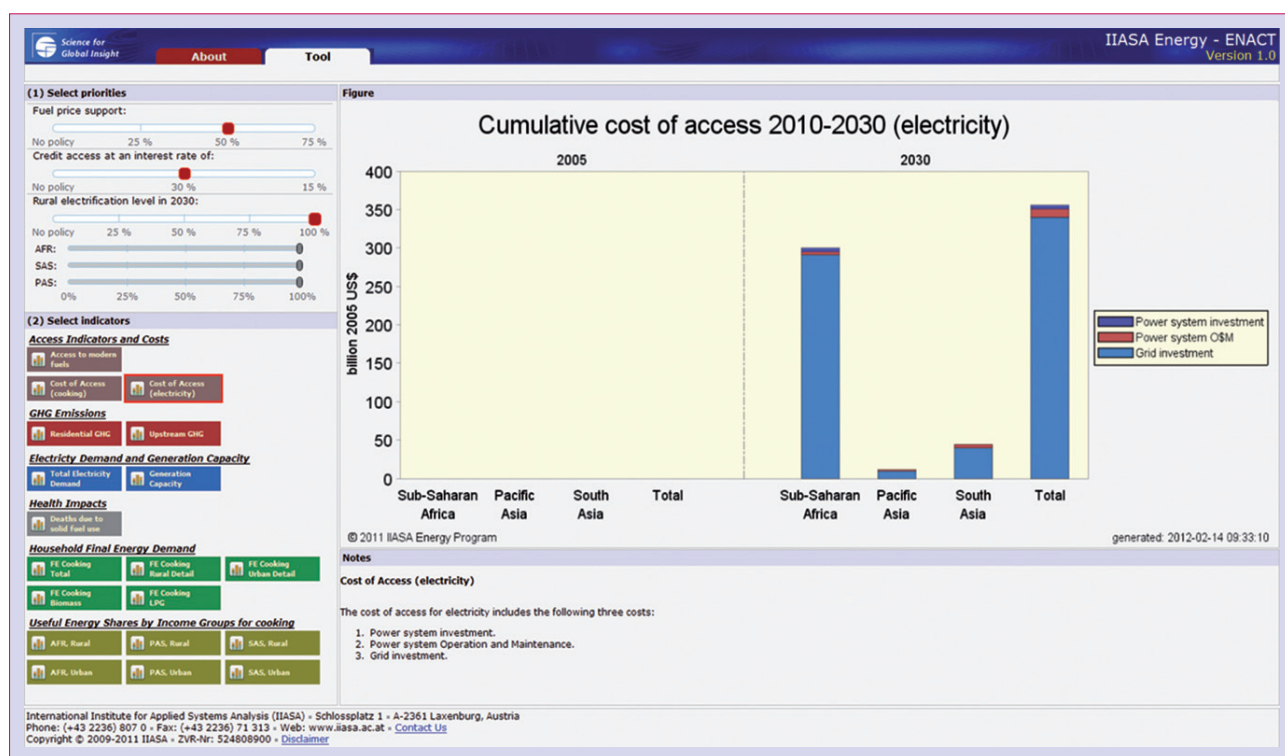 Science for
Global Insight
About
Tool
IIASA Energy - ENACT
Version 1.0
(1) Select priorities
Fuel price support:
No policy 25 % 50 % 75 %
Credit access at an interest rate of:
No policy 30 % 15 %
Rural electrification level in 2030:
No policy 25 % 50 % 75 % 100 %
AFR:
SAS:
PAS:
0% 25% 50% 75% 100%
(2) Select indicators
Access Indicators and Costs
Access to modern
fuels
Cost of Access
(cooking)
Cost of Access
(electricity)
GHG Emissions
Residential GHG
Upstream GHG
Electricty Demand and Generation Capacity
Total Electricity
Demand
Generation
Capacity
Health Impacts
Deaths due to
solid fuel use
Household Final Energy Demand
FE Cooking
Total
FE Cooking
Rural Detail
FE Cooking
Urban Detail
FE Cooking
Biomass
FE Cooking
LPG
Useful Energy Shares by Income Groups for cooking
AFR, Rural
PAS, Rural
SAS, Rural
AFR, Urban
PAS, Urban
SAS, Urban
Figure
Cumulative cost of access 2010-2030 (electricity)
2005 2030
billion 2005 US$
400
350
300
250
200
150
100
50
0
Sub-Saharan
Africa
Pacific
Asia
South
Asia
Total
Sub-Saharan
Africa
Pacific
Asia
South
Asia
Total
Power system investment
Power system O$M
Grid investment
© 2011 IIASA Energy Program
generated: 2012-02-14 09:33:10
Notes
Cost of Access (electricity)
The cost of access for electricity includes the following three costs:
1. Power system investment.
2. Power system Operation and Maintenance.
3. Grid investment.
International Institute for Applied Systems Analysis (IIASA) - Schlossplatz 1 - A-2361 Laxenburg, Austria
Phone: (+43 2236) 807 0 - Fax: (+43 2236) 71 313 - Web: www.iiasa.ac.at - Contact Us
Copyright © 2009-2011 IIASA - ZVR-Nr: 524808900 - Disclaimer